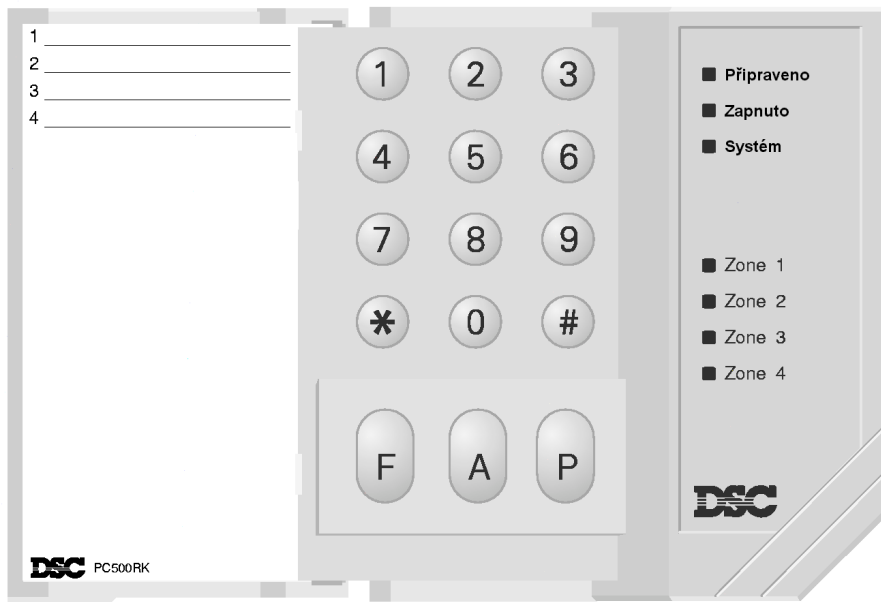 1
2
3
4
DSC PC500RK
1 2 3
4 5 6
7 8 9
* 0 #
F A P
Připraveno
Zapnuto
Systém
Zone 1
Zone 2
Zone 3
Zone 4
DSC